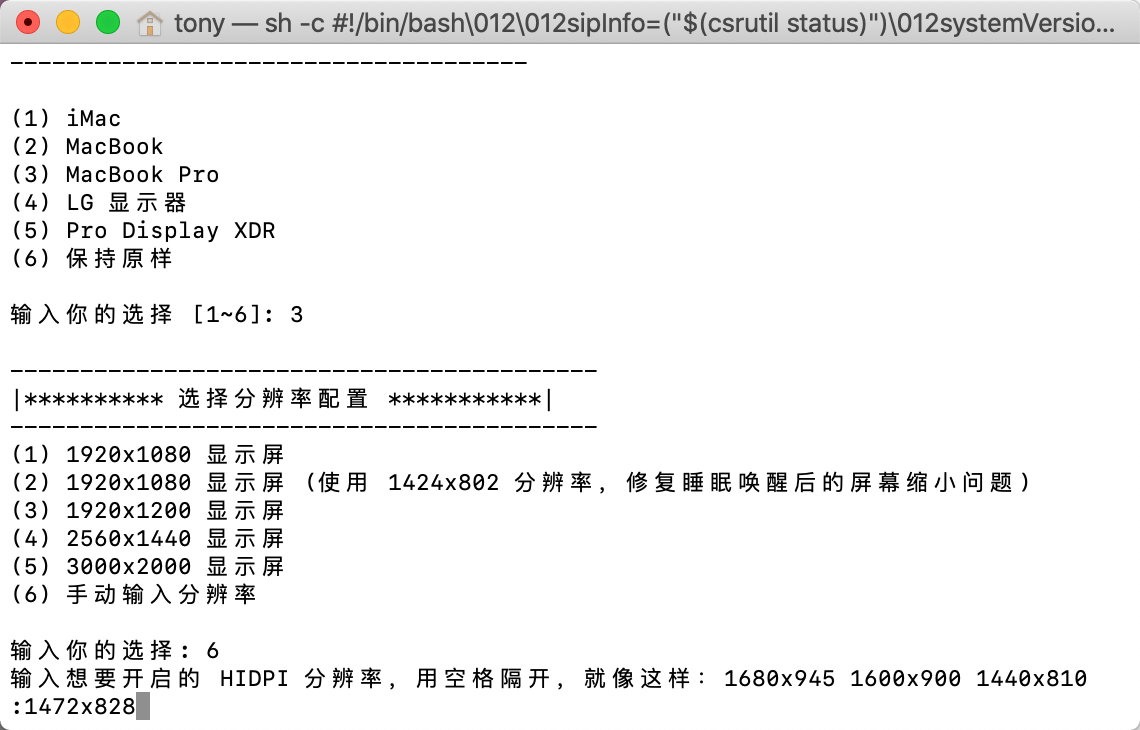 tony — sh -c #!/bin/bash\012\012sipInfo=("$(csrutil status)")\012systemVersio...
-------------------------------------
(1) iMac
(2) MacBook
(3) MacBook Pro
(4) LG 显示器
(5) Pro Display XDR
(6) 保持原样
输入你的选择 [1~6]: 3
------------------------------------------
|********** 选择分辨率配置 ***********|
------------------------------------------
(1) 1920x1080 显示屏
(2) 1920x1080 显示屏 (使用 1424x802 分辨率, 修复睡眠唤醒后的屏幕缩小问题)
(3) 1920x1200 显示屏
(4) 2560x1440 显示屏
(5) 3000x2000 显示屏
(6) 手动输入分辨率
输入你的选择: 6
输入想要开启的 HIDPI 分辨率, 用空格隔开, 就像这样: 1680x945 1600x900 1440x810
:1472x828